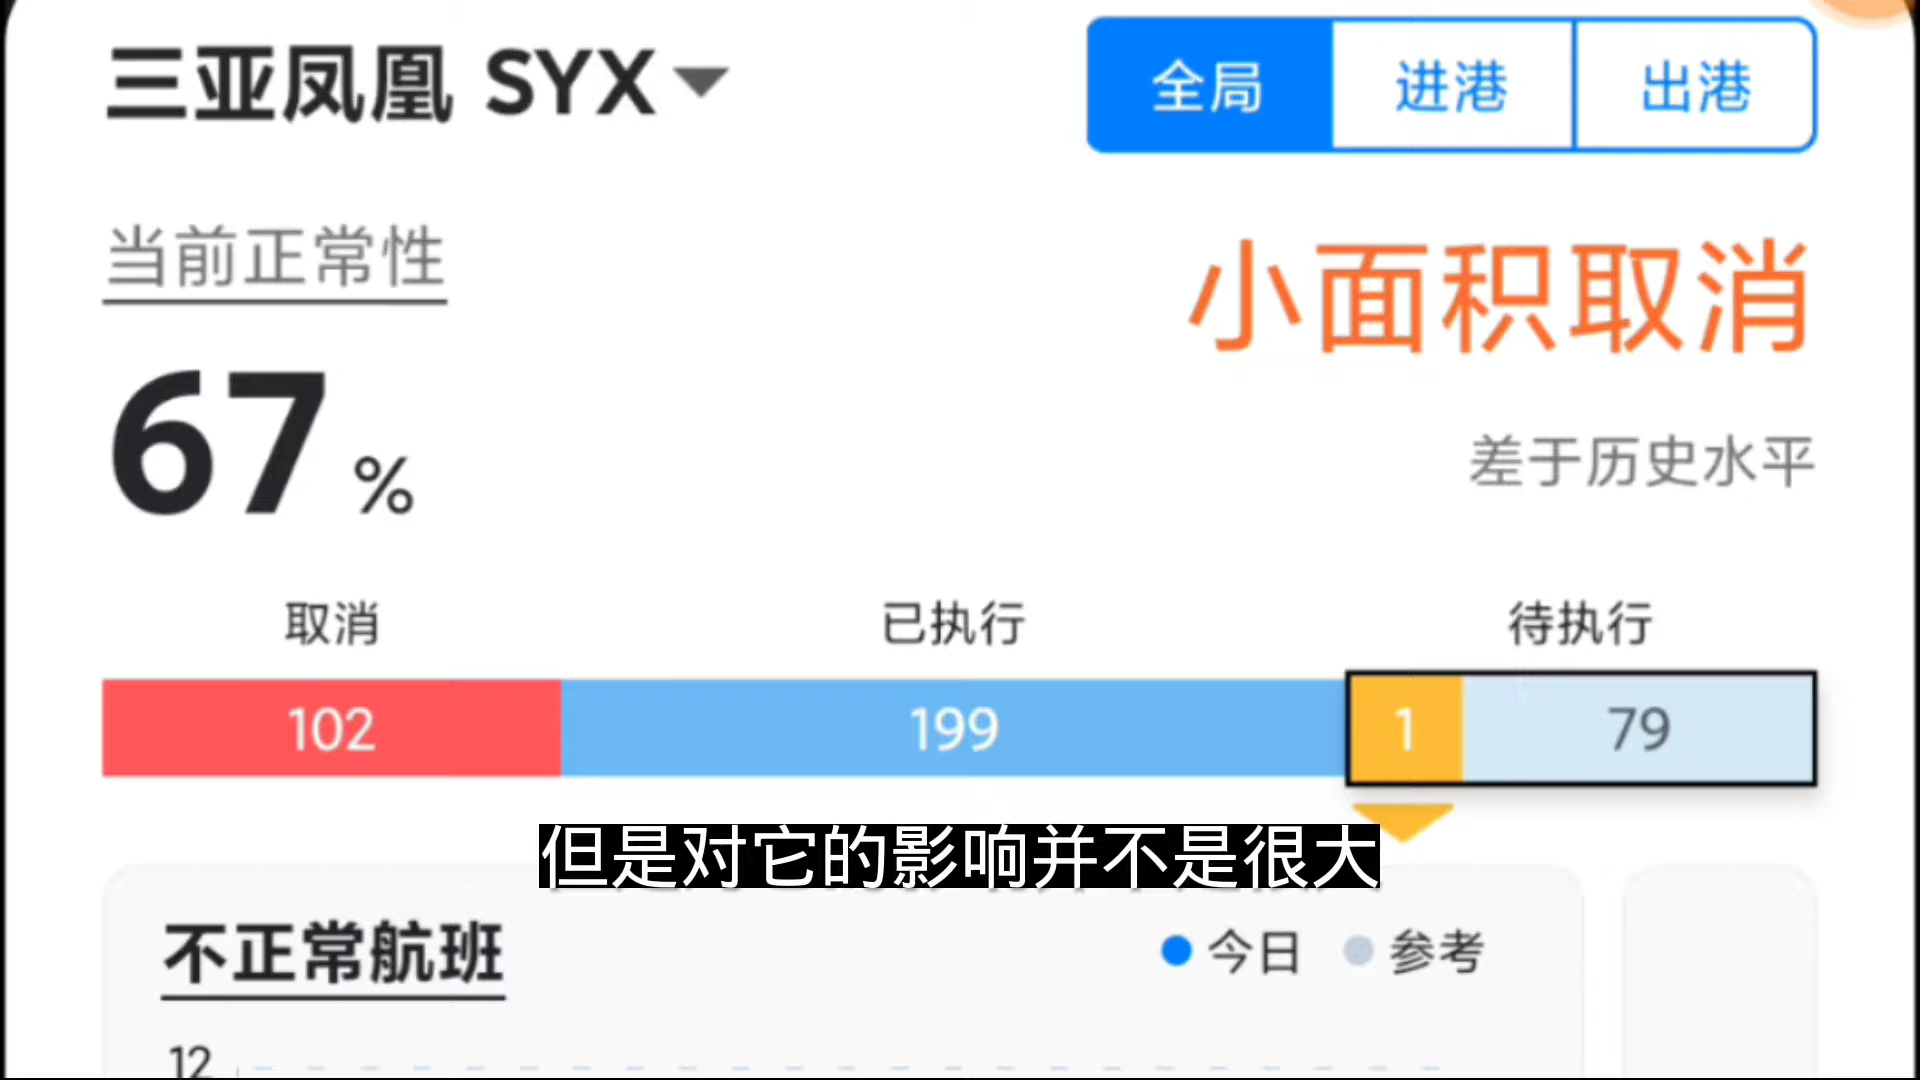 三亚凤凰 SYX
全局 进港 出港
当前正常性
小面积取消
67%
差于历史水平
取消 已执行 待执行
102 199 1 79
但是对它的影响并不是很大
不正常航班
今日 参考
12